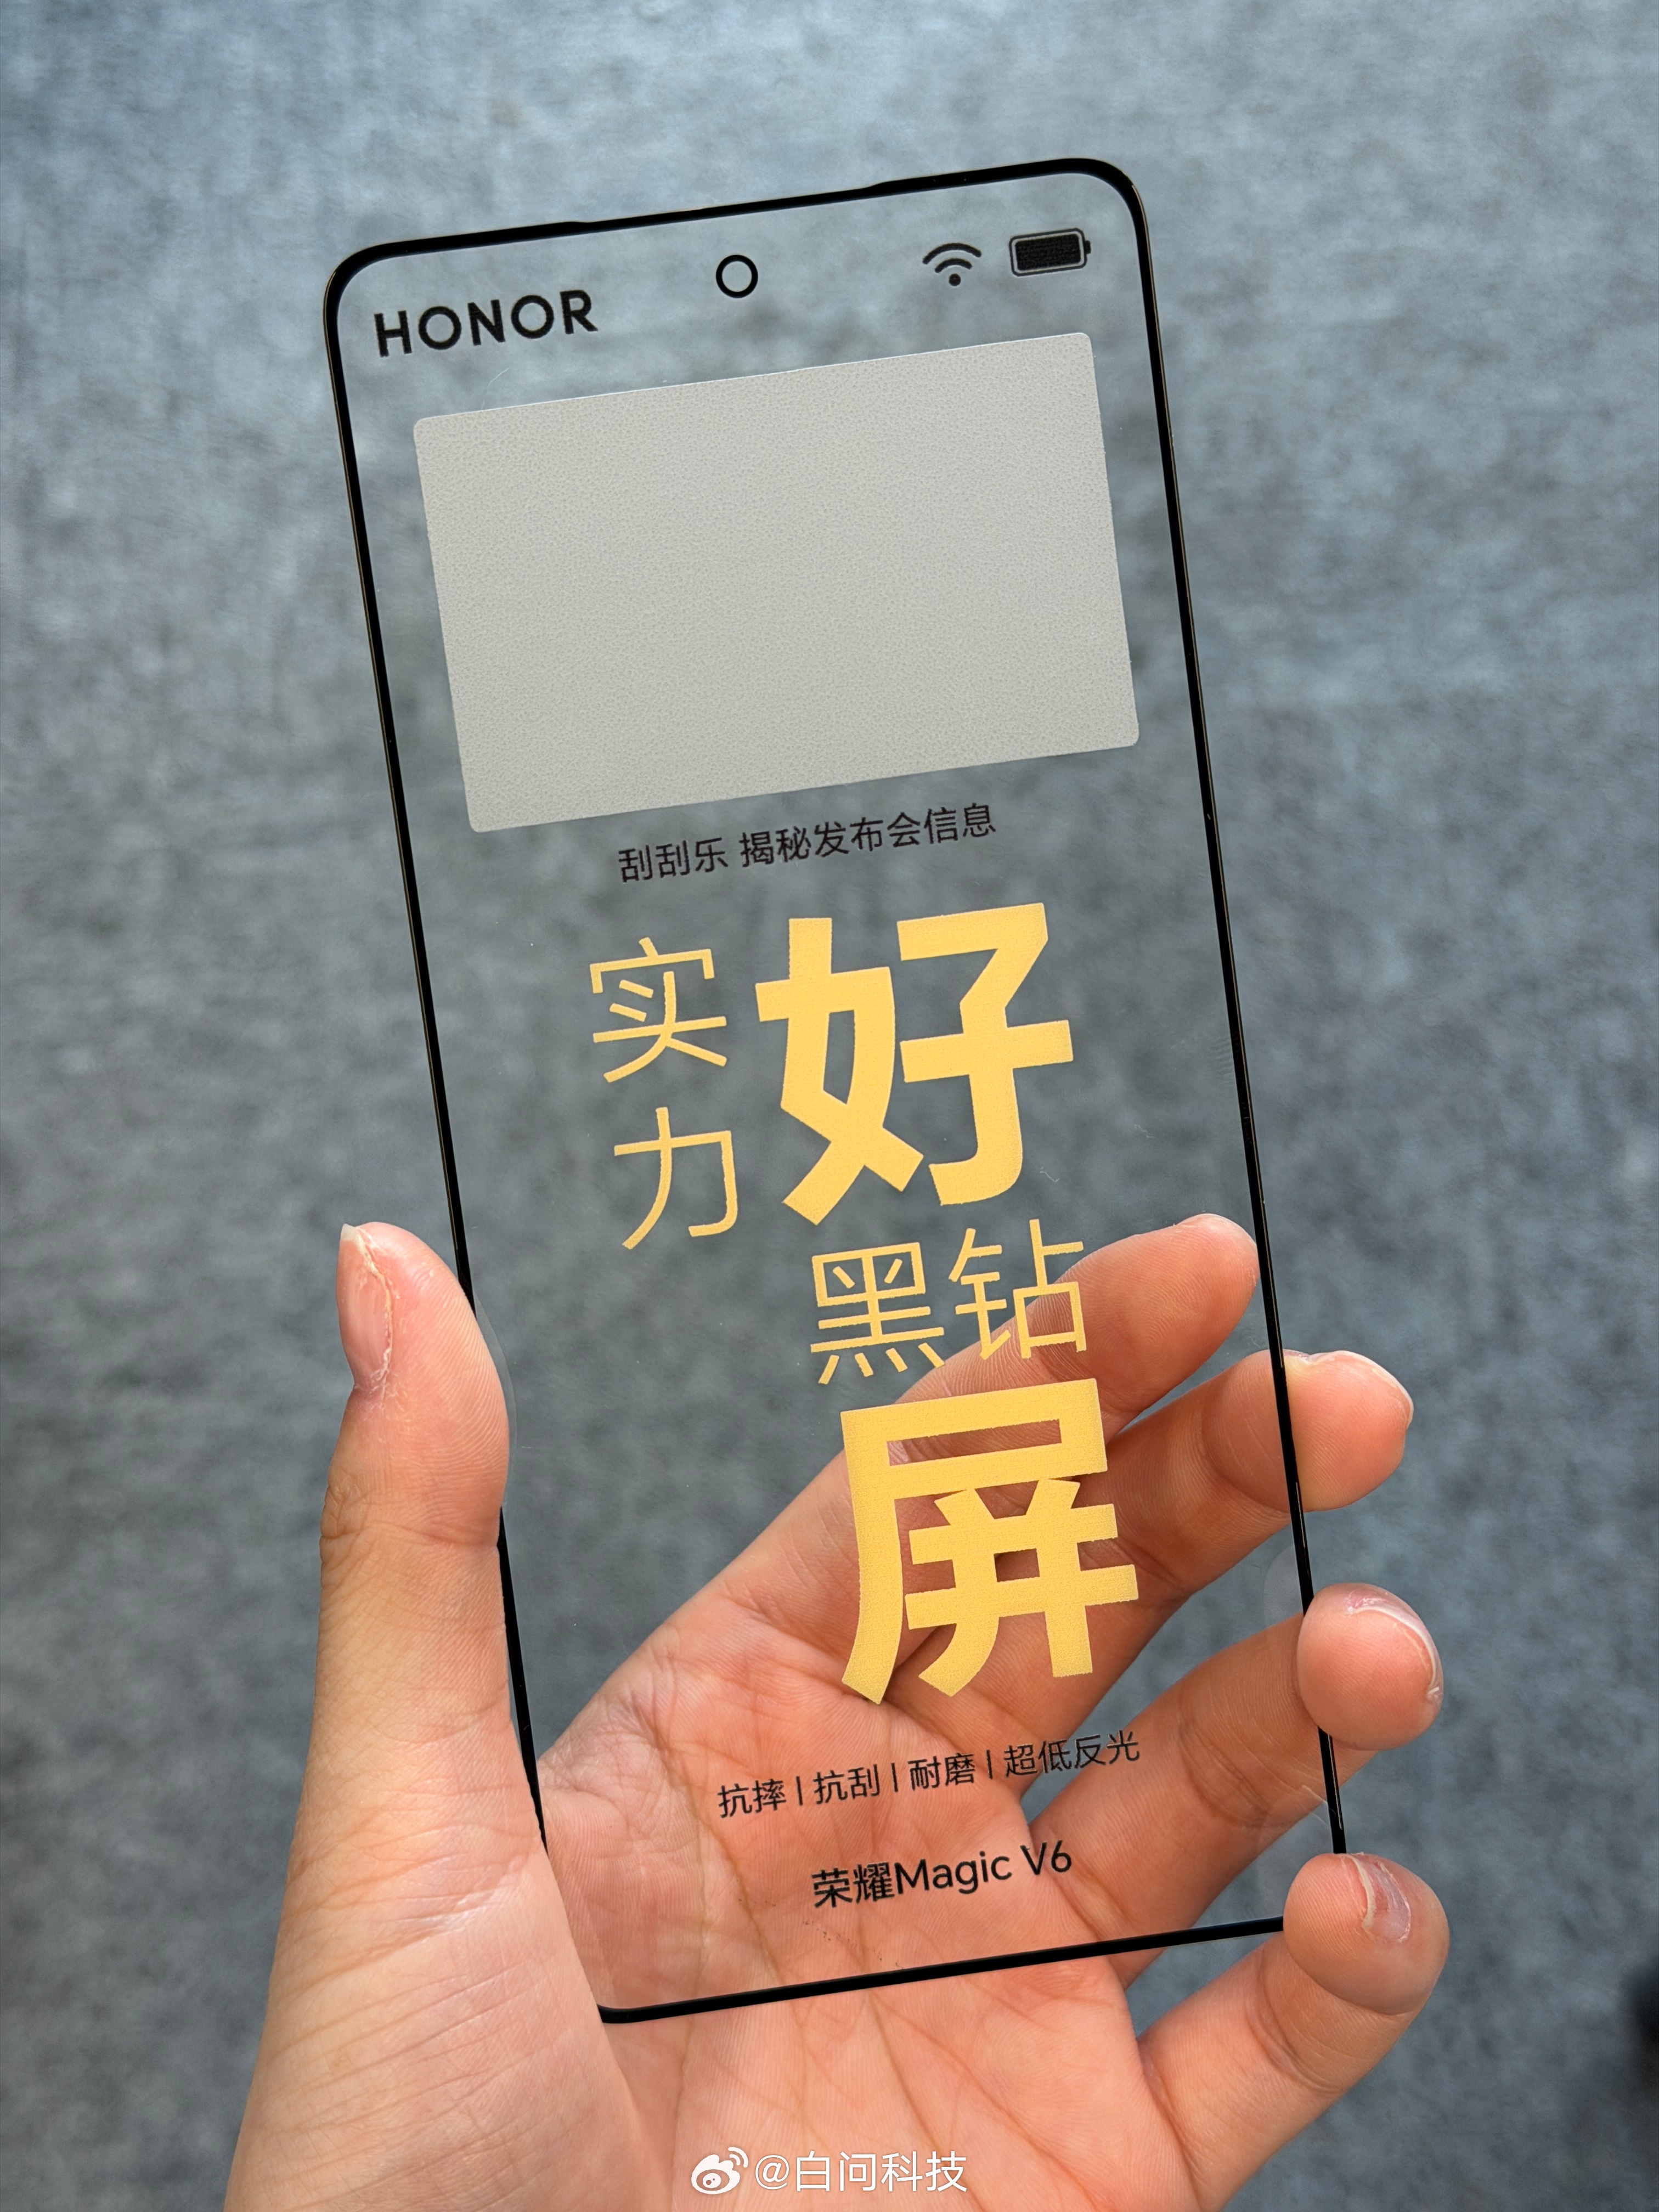 HONOR
刮刮乐 揭秘发布会信息
实力
好
黑钻
屏
抗摔 | 抗刮 | 耐磨 | 超低反光
荣耀Magic V6
@白问科技